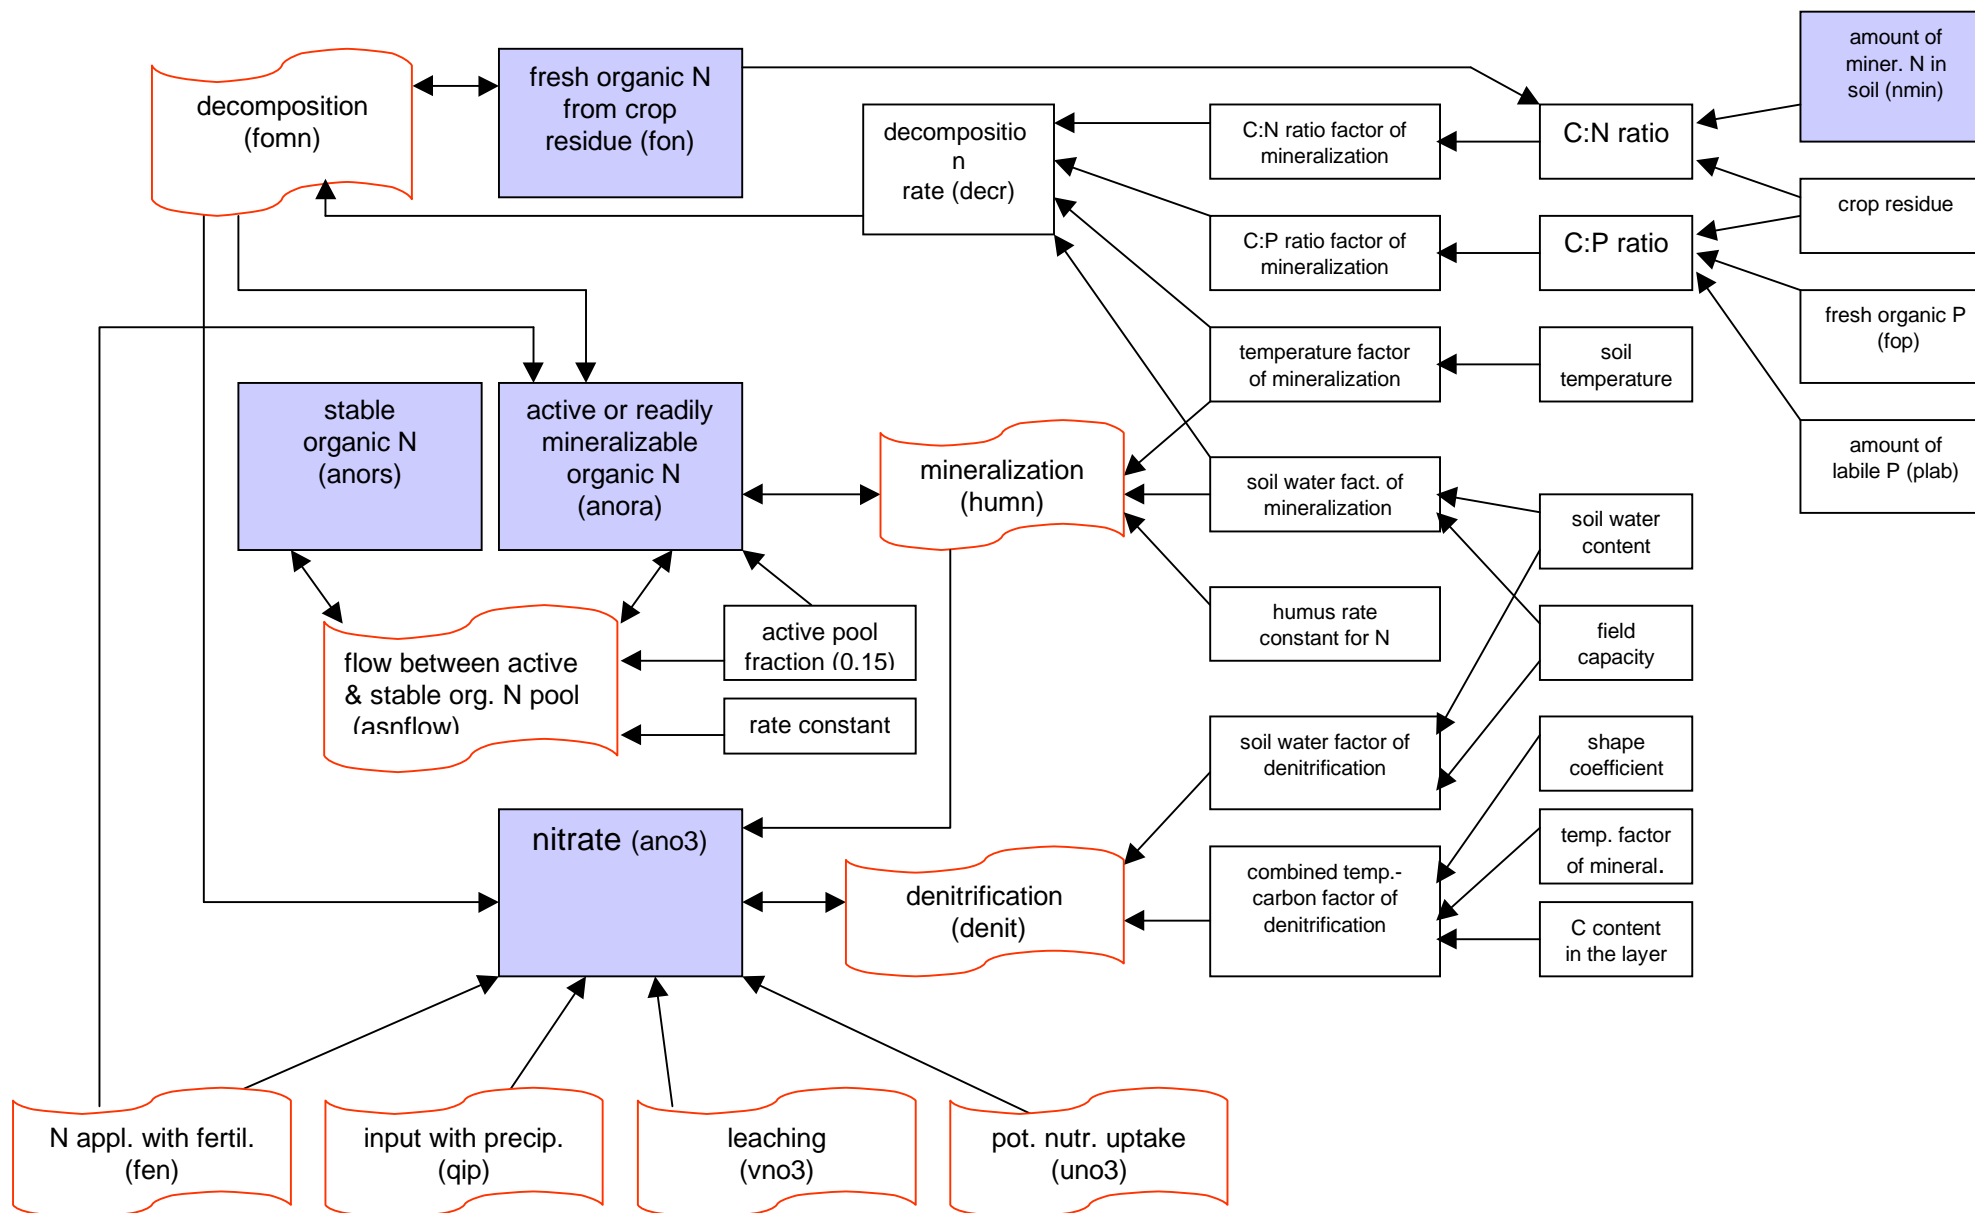 decomposition
(fomn)
fresh organic N
from crop
residue (fon)
decompositio
n
rate (decr)
C:N ratio factor of
mineralization
C:N ratio
amount of
miner. N in
soil (nmin)
crop residue
C:P ratio factor of
mineralization
C:P ratio
fresh organic P
(fop)
temperature factor
of mineralization
soil
temperature
amount of
labile P (plab)
stable
organic N
(anors)
active or readily
mineralizable
organic N
(anora)
mineralization
(humn)
soil water fact. of
mineralization
soil water
content
humus rate
constant for N
field
capacity
flow between active
& stable org. N pool
(asnflow)
active pool
fraction (0.15)
rate constant
soil water factor of
denitrification
shape
coefficient
nitrate (ano3)
denitrification
(denit)
combined temp.-
carbon factor of
denitrification
temp. factor
of mineral.
C content
in the layer
N appl. with fertil.
(fen)
input with precip.
(qip)
leaching
(vno3)
pot. nutr. uptake
(uno3)